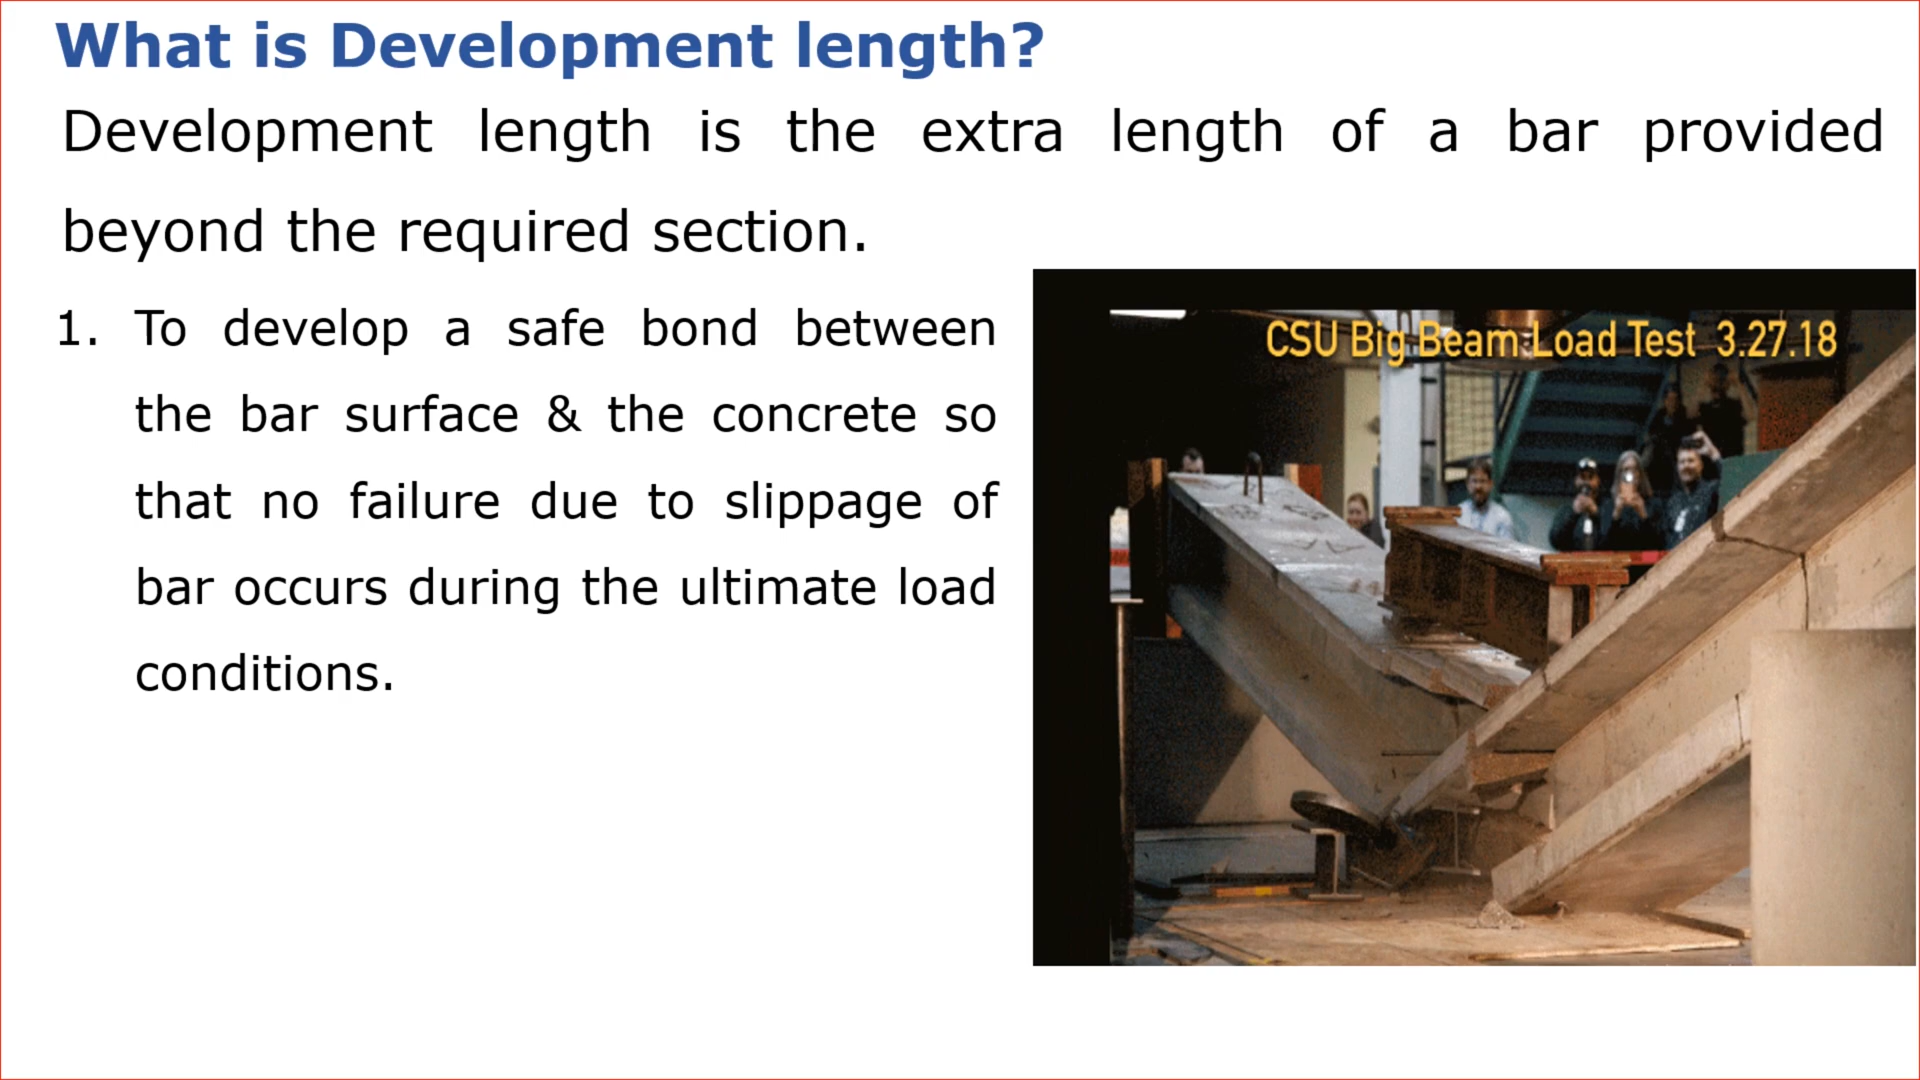 What is Development length?
Development length is the extra length of a bar provided
beyond the required section.
1. To develop a safe bond between
the bar surface & the concrete so
that no failure due to slippage of
bar occurs during the ultimate load
conditions.
CSU Big Beam Load Test 3.27.18